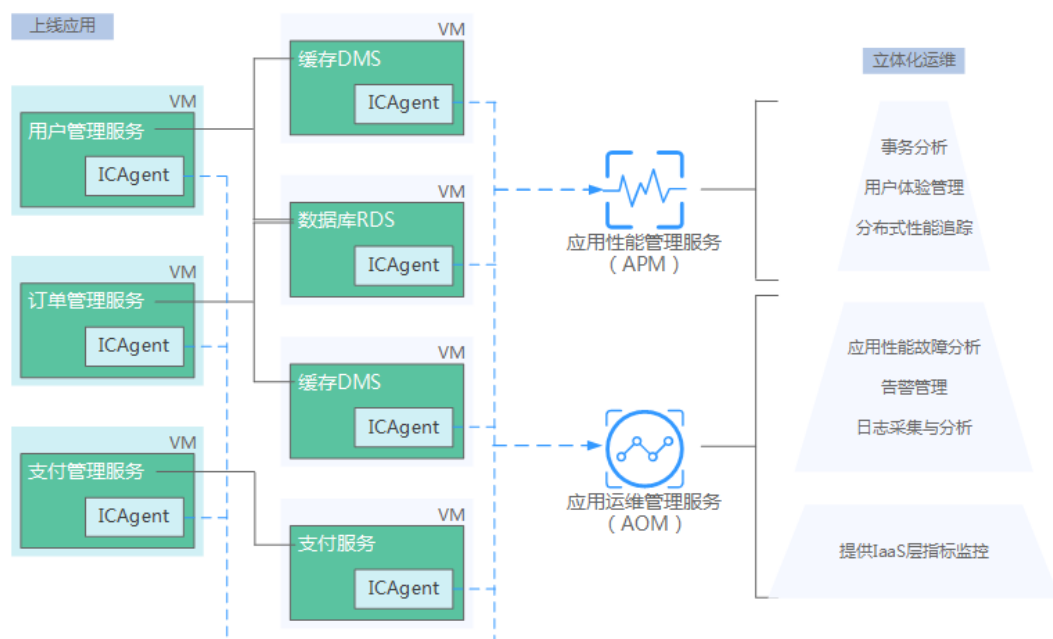 上线应用
VM
用户管理服务
ICAgent
VM
订单管理服务
ICAgent
VM
支付管理服务
ICAgent
VM
缓存DMS
ICAgent
VM
数据库RDS
ICAgent
VM
缓存DMS
ICAgent
VM
支付服务
ICAgent
应用性能管理服务
（APM）
应用运维管理服务
（AOM）
立体化运维
事务分析
用户体验管理
分布式性能追踪
应用性能故障分析
告警管理
日志采集与分析
提供IaaS层指标监控